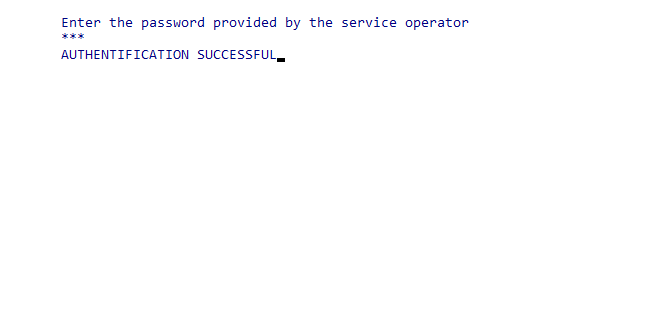 Enter the password provided by the service operator
***
AUTHENTIFICATION SUCCESSFUL